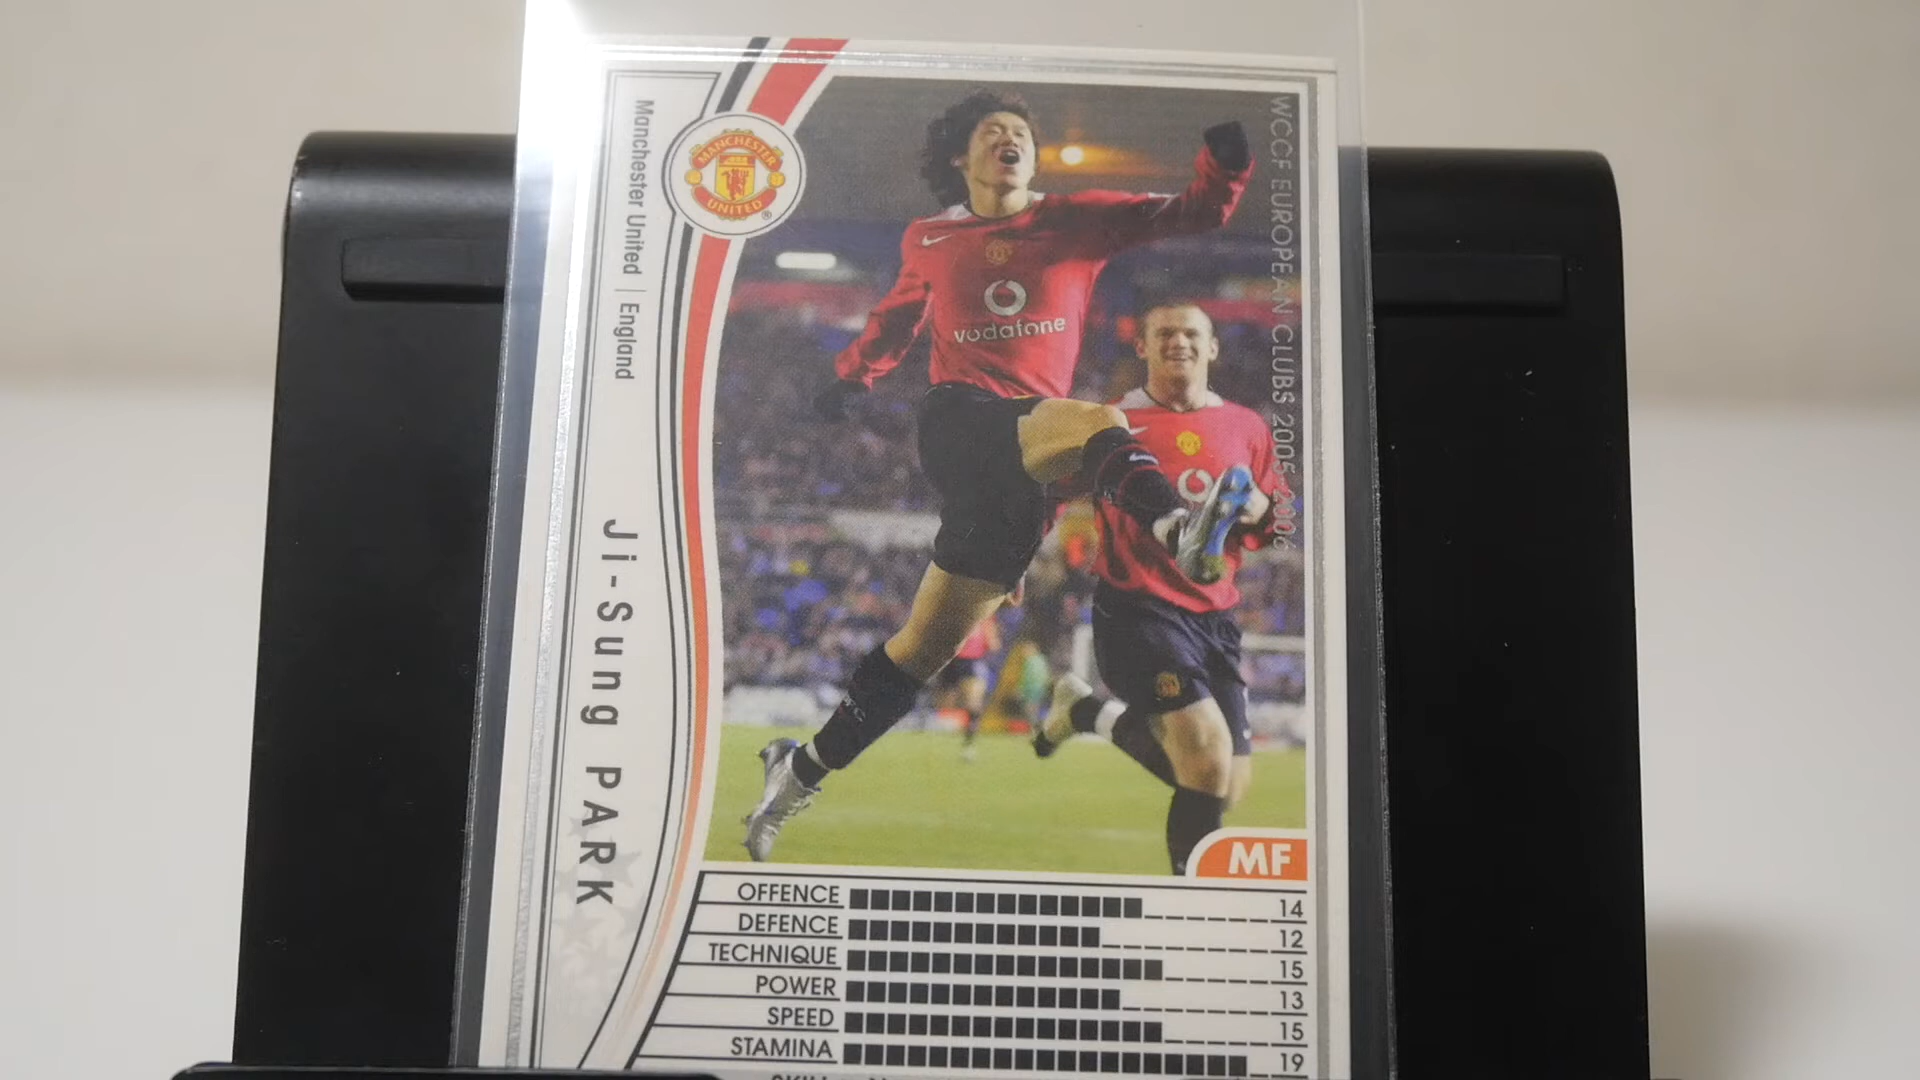 Manchester United | England
Ji-Sung PARK
MANCHESTER
UNITED
®
WCCF EUROPEAN CLUBS 2005-2006
vodafone
MF
OFFENCE 14
DEFENCE 12
TECHNIQUE 15
POWER 13
SPEED 15
STAMINA 19